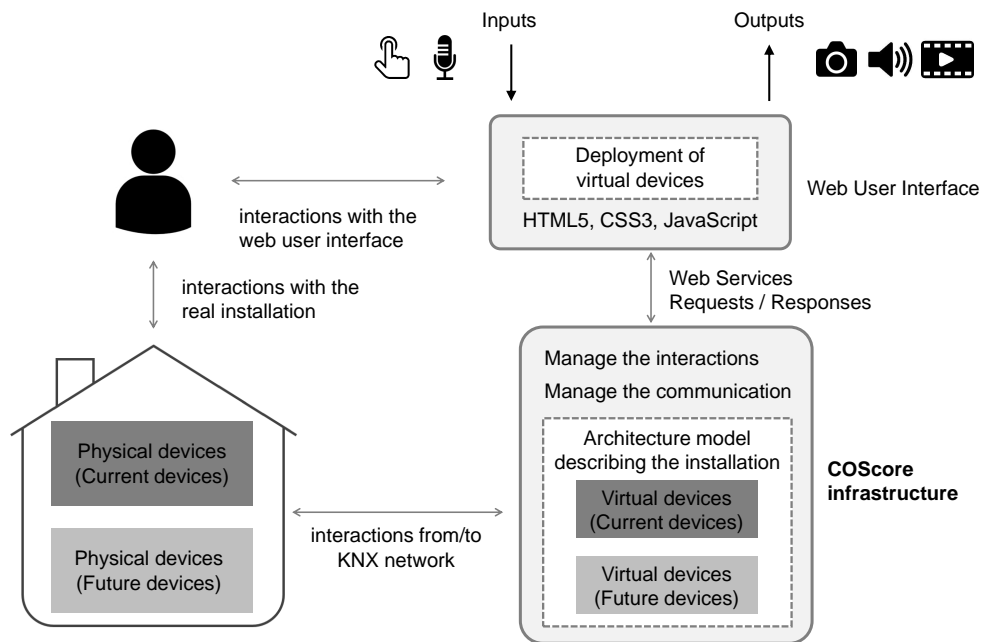 Inputs
Outputs
Deployment of
virtual devices
HTML5, CSS3, JavaScript
Web User Interface
interactions with the
web user interface
interactions with the
real installation
Web Services
Requests / Responses
Manage the interactions
Manage the communication
Architecture model
describing the installation
Virtual devices
(Current devices)
Virtual devices
(Future devices)
COScore
infrastructure
Physical devices
(Current devices)
Physical devices
(Future devices)
interactions from/to
KNX network